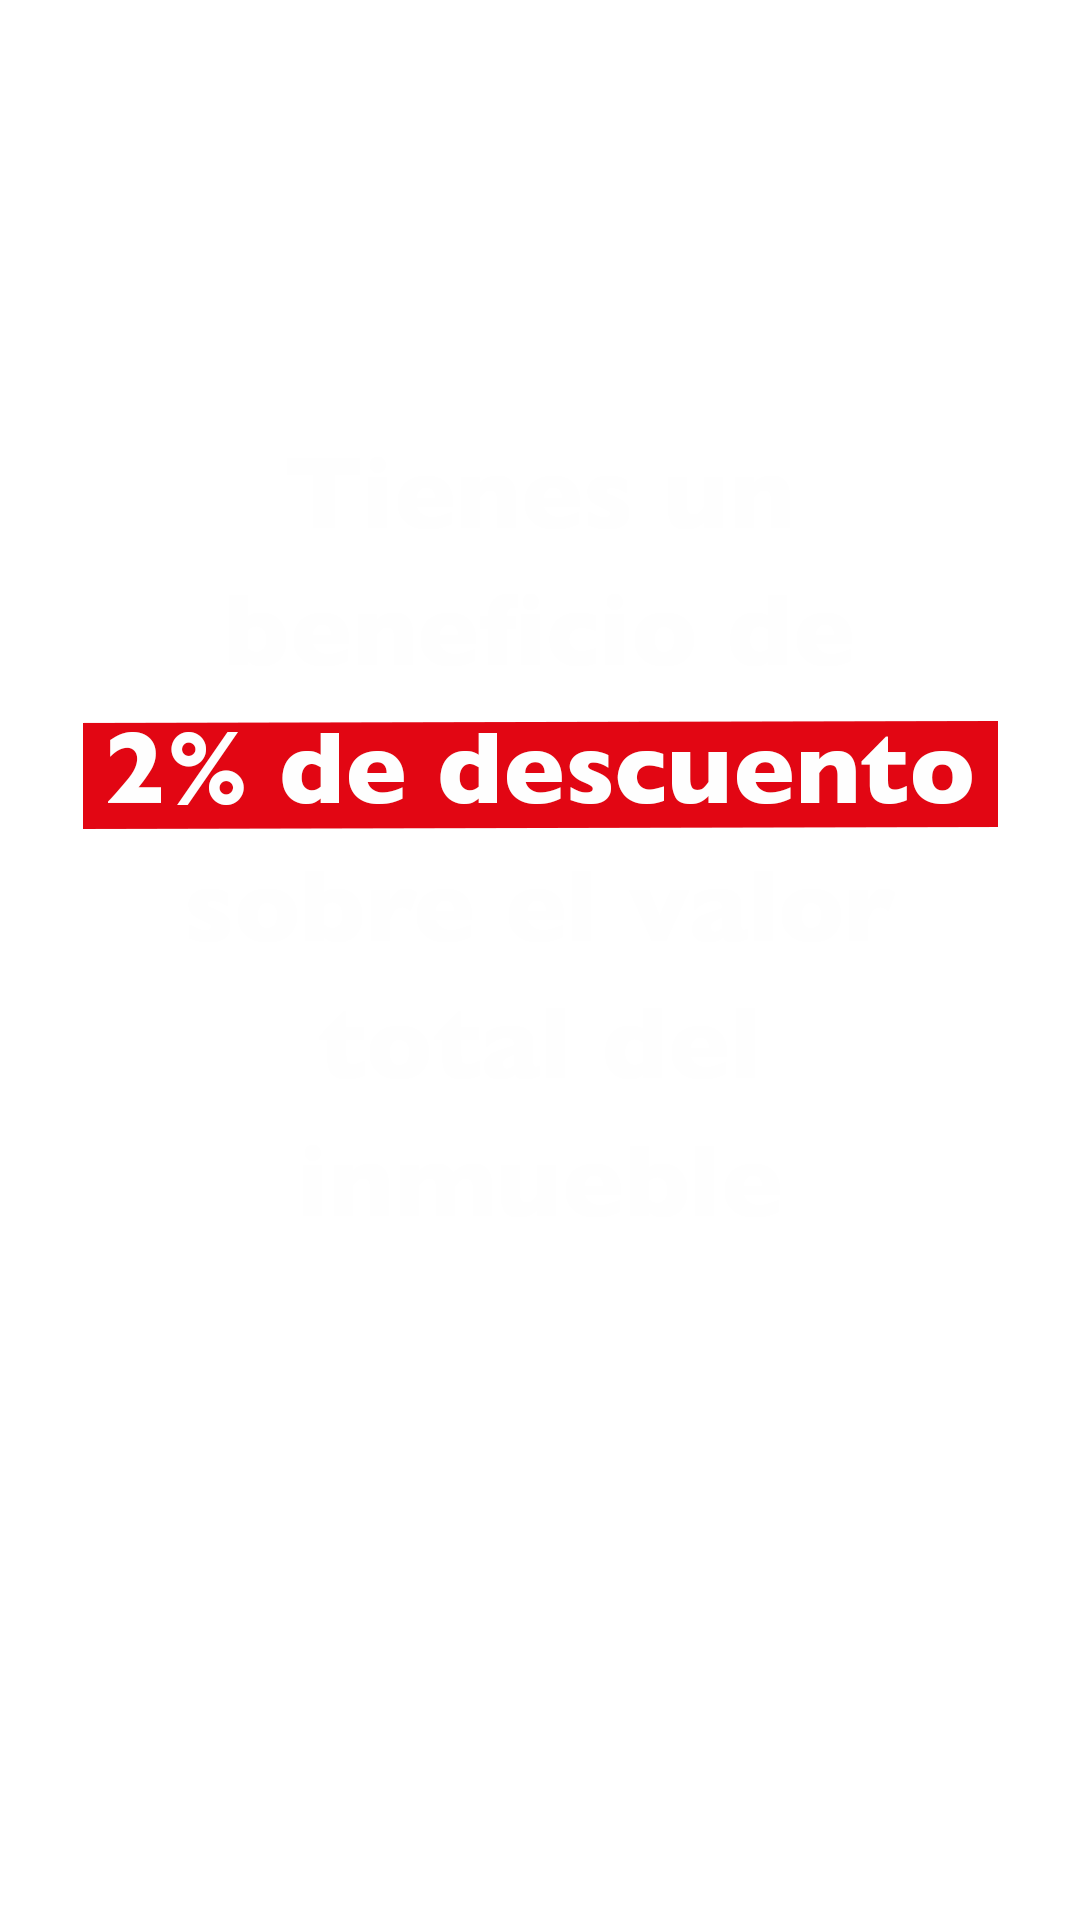 Tienes un
beneficio de
2% de descuento
sobre el valor
total del
inmueble